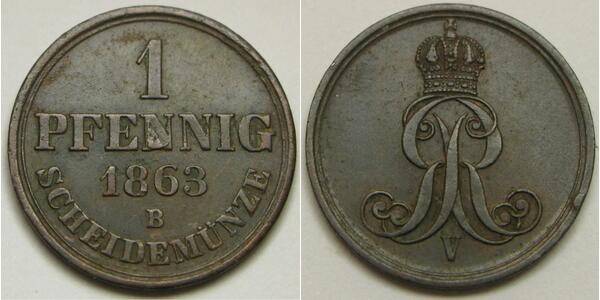 1
PFENNIG
1863
B
SCHEIDEMÜNZE
GR
V